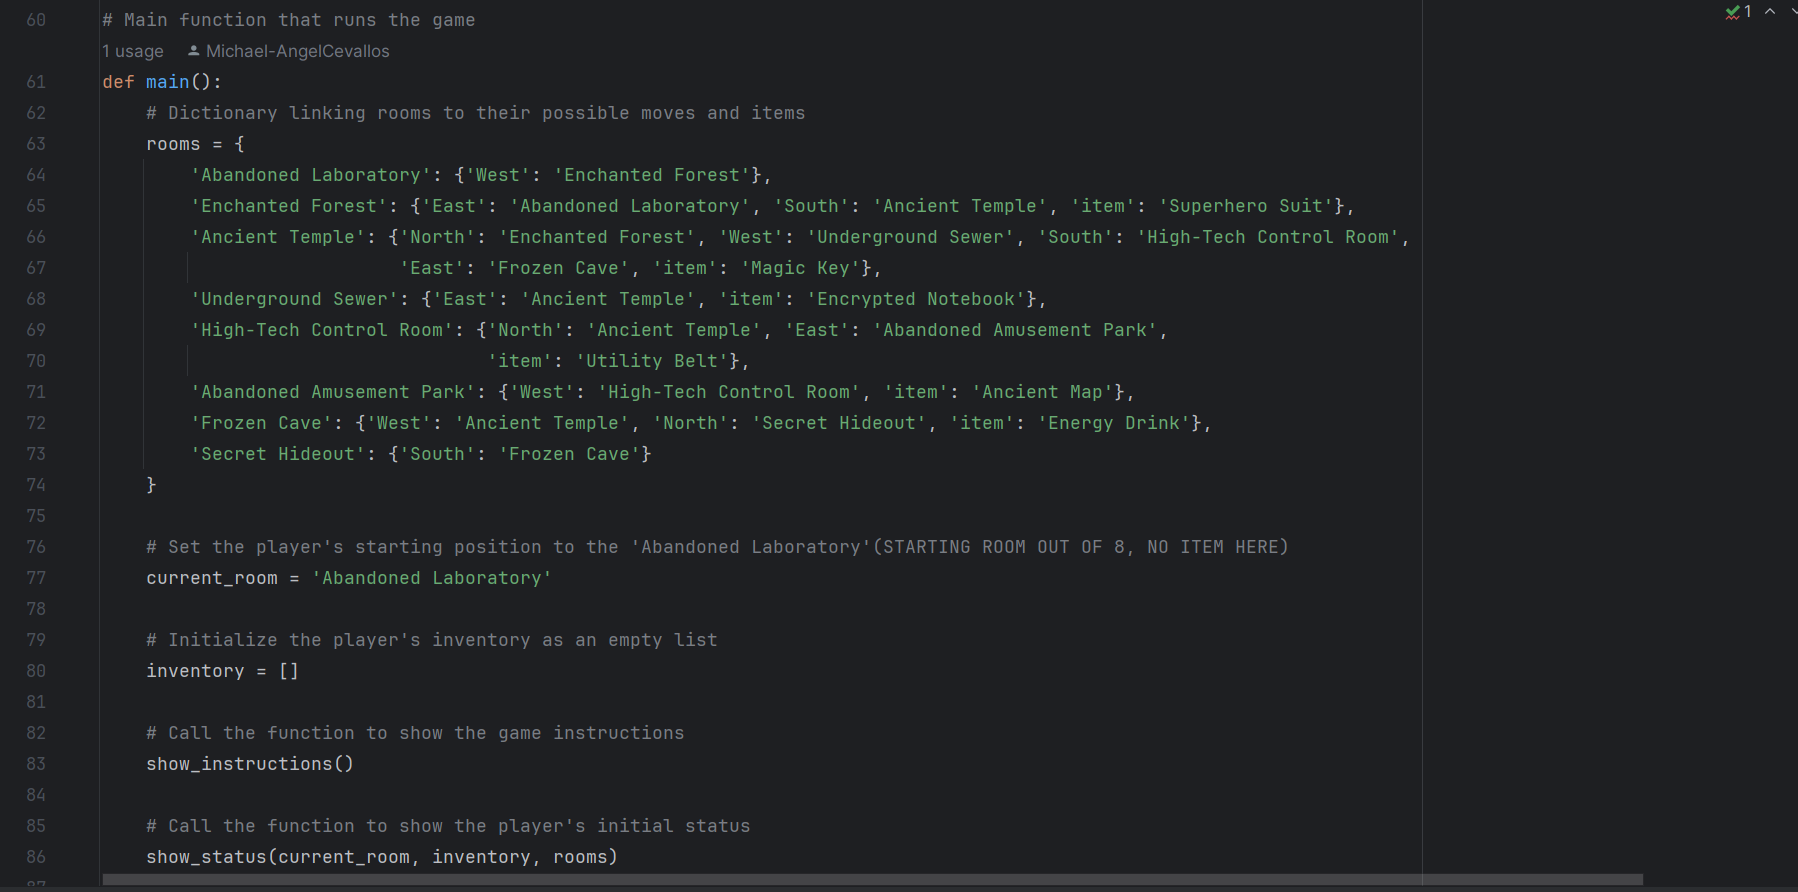 60 # Main function that runs the game
1 usage Michael-AngelCevallos
1
61 def main():
62 # Dictionary linking rooms to their possible moves and items
63 rooms = {
64 'Abandoned Laboratory': {'West': 'Enchanted Forest'},
65 'Enchanted Forest': {'East': 'Abandoned Laboratory', 'South': 'Ancient Temple', 'item': 'Superhero Suit'},
66 'Ancient Temple': {'North': 'Enchanted Forest', 'West': 'Underground Sewer', 'South': 'High-Tech Control Room',
67 'East': 'Frozen Cave', 'item': 'Magic Key'},
68 'Underground Sewer': {'East': 'Ancient Temple', 'item': 'Encrypted Notebook'},
69 'High-Tech Control Room': {'North': 'Ancient Temple', 'East': 'Abandoned Amusement Park',
70 'item': 'Utility Belt'},
71 'Abandoned Amusement Park': {'West': 'High-Tech Control Room', 'item': 'Ancient Map'},
72 'Frozen Cave': {'West': 'Ancient Temple', 'North': 'Secret Hideout', 'item': 'Energy Drink'},
73 'Secret Hideout': {'South': 'Frozen Cave'}
74 }
75
76 # Set the player's starting position to the 'Abandoned Laboratory'(STARTING ROOM OUT OF 8, NO ITEM HERE)
77 current_room = 'Abandoned Laboratory'
78
79 # Initialize the player's inventory as an empty list
80 inventory = []
81
82 # Call the function to show the game instructions
83 show_instructions()
84
85 # Call the function to show the player's initial status
86 show_status(current_room, inventory, rooms)